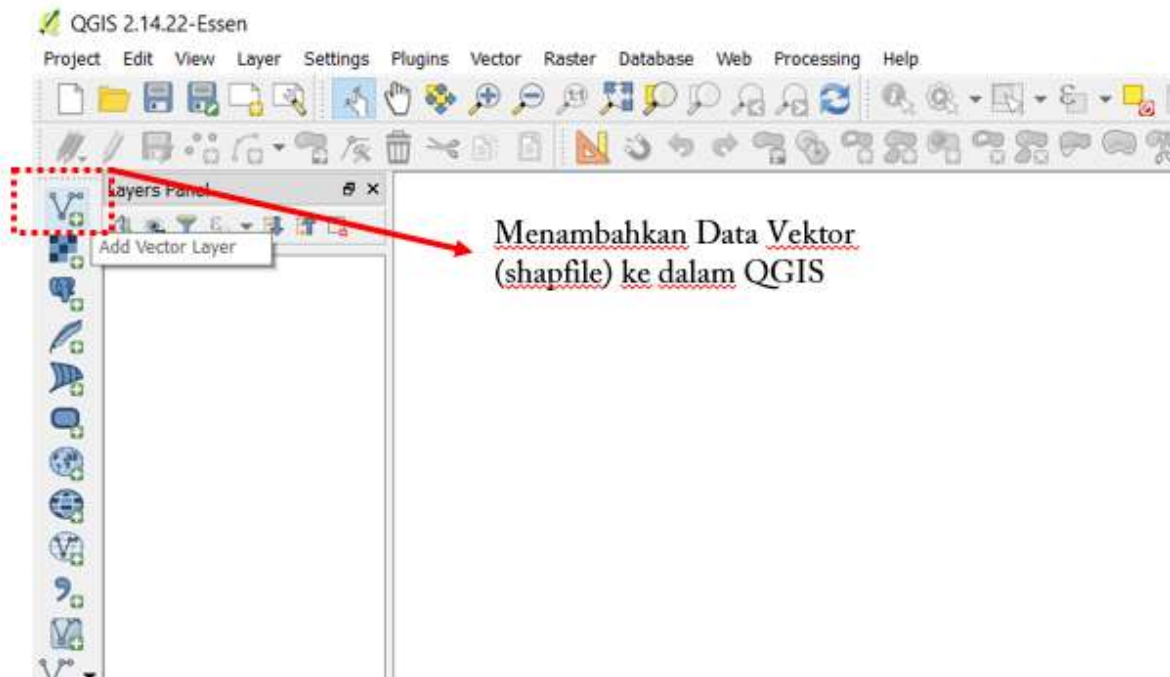 QGIS 2.14.22-Essen
Project Edit View Layer Settings Plugins Vector Raster Database Web Processing Help
Layers Panel
Add Vector Layer
Menambahkan Data Vektor
(shapfile) ke dalam QGIS